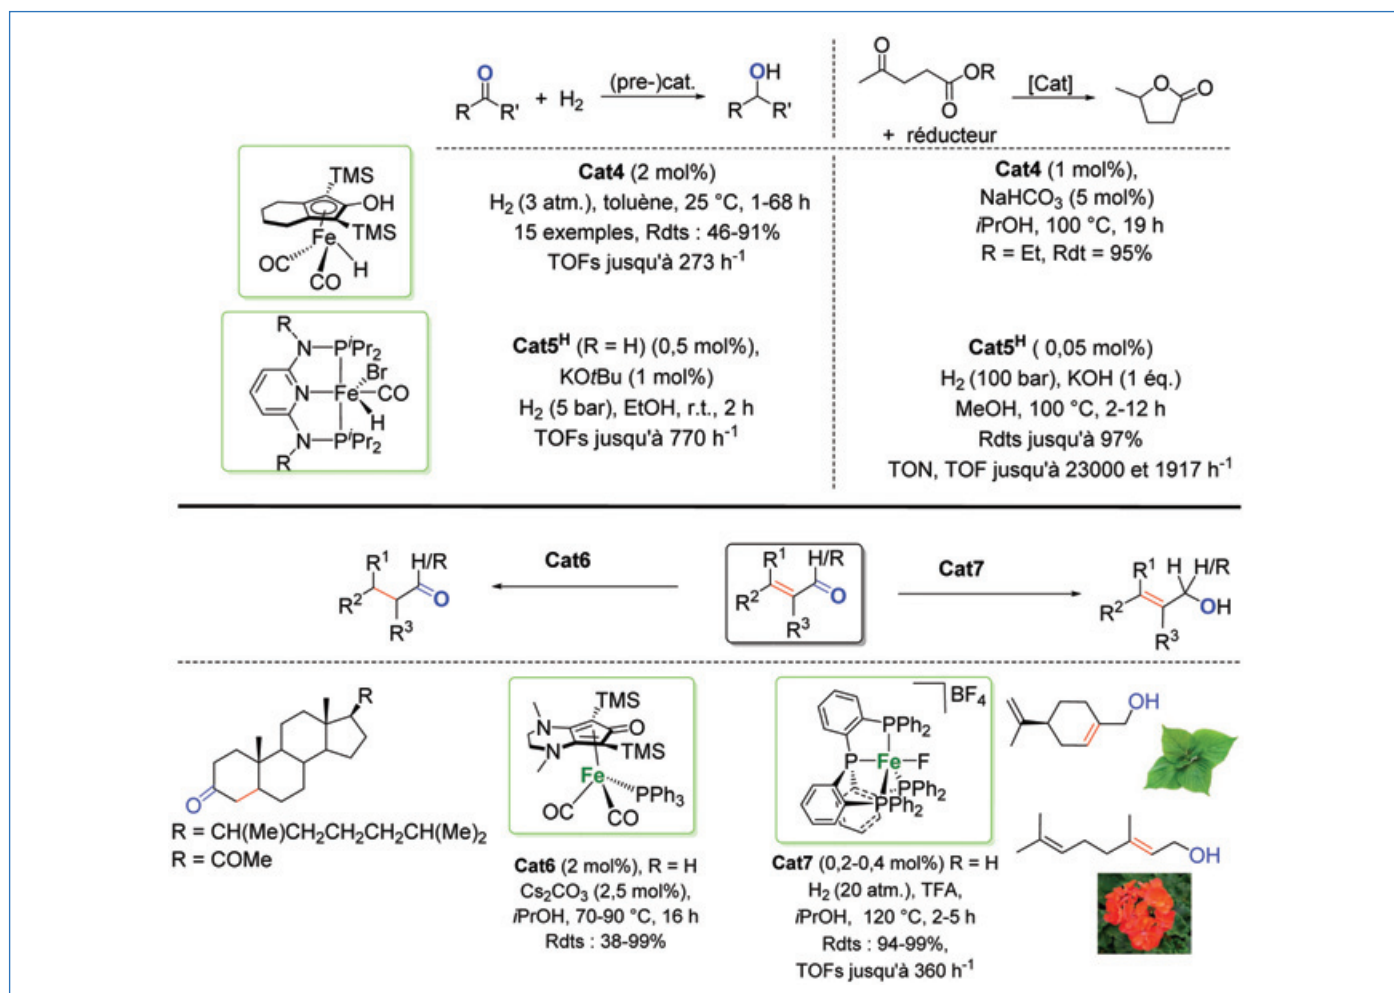 O
R R'
+ H2
(pre-)cat.
OH
R R'
O
OR
O
+ réducteur
[Cat]
O
O
TMS
OH
TMS
Fe
OC
CO
H
Cat4 (2 mol%)
H2 (3 atm.), toluène, 25 °C, 1-68 h
15 exemples, Rdts : 46-91%
TOFs jusqu'à 273 h-1
Cat4 (1 mol%),
NaHCO3 (5 mol%)
iPrOH, 100 °C, 19 h
R = Et, Rdt = 95%
R
N—PiPr2
Br
N—Fe—CO
H
N—PiPr2
R
Cat5H (R = H) (0,5 mol%),
KOtBu (1 mol%)
H2 (5 bar), EtOH, r.t., 2 h
TOFs jusqu'à 770 h-1
Cat5H ( 0,05 mol%)
H2 (100 bar), KOH (1 éq.)
MeOH, 100 °C, 2-12 h
Rdts jusqu'à 97%
TON, TOF jusqu'à 23000 et 1917 h-1
R1 H/R
R2 O
R3
Cat6
R1 H/R
R2 O
R3
Cat7
R1 H H/R
R2 OH
R3
R
O
R = CH(Me)CH2CH2CH2CH(Me)2
R = COMe
TMS
N
O
N
TMS
Fe
OC
CO
PPh3
Cat6 (2 mol%), R = H
Cs2CO3 (2,5 mol%),
iPrOH, 70-90 °C, 16 h
Rdts : 38-99%
BF4
PPh2
P Fe—F
PPh2
PPh2
Cat7 (0,2-0,4 mol%) R = H
H2 (20 atm.), TFA,
iPrOH, 120 °C, 2-5 h
Rdts : 94-99%,
TOFs jusqu'à 360 h-1
OH
OH